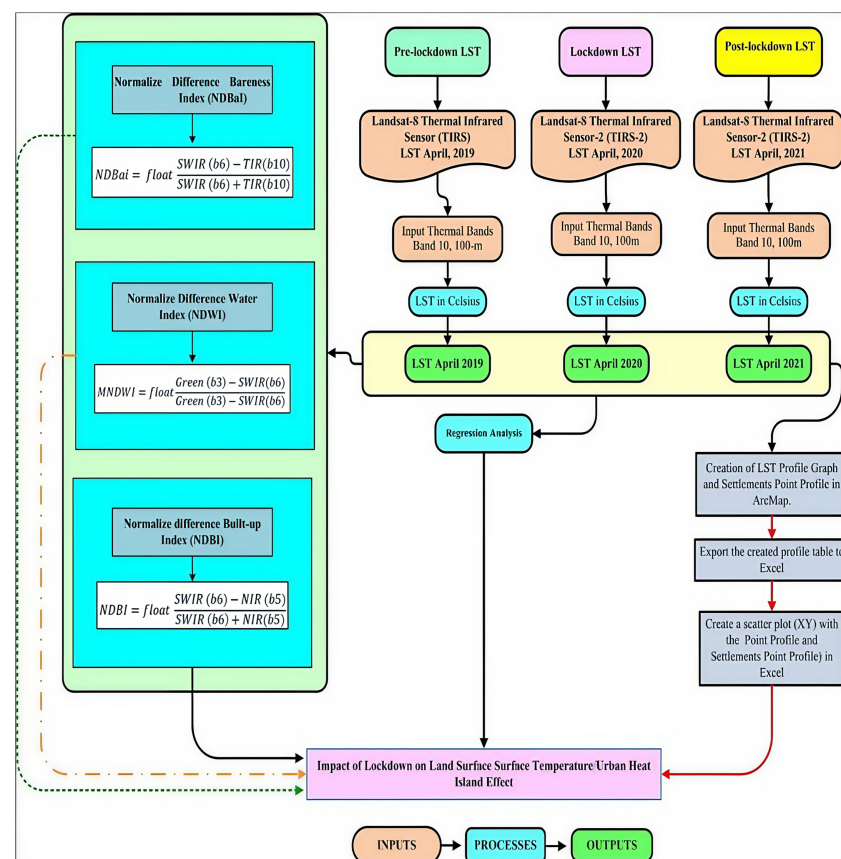 Normalize Difference Bareness
Index (NDBaI)
NDBai = float SWIR (b6) − TIR(b10)
SWIR (b6) + TIR(b10)
Normalize Difference Water
Index (NDWI)
MNDWI = float Green (b3) − SWIR(b6)
Green (b3) − SWIR(b6)
Normalize difference Built-up
Index (NDBI)
NDBI = float SWIR (b6) − NIR (b5)
SWIR (b6) + NIR(b5)
Pre-lockdown LST
Lockdown LST
Post-lockdown LST
Landsat-8 Thermal Infrared
Sensor (TIRS)
LST April, 2019
Landsat-8 Thermal Infrared
Sensor-2 (TIRS-2)
LST April, 2020
Landsat-8 Thermal Infrared
Sensor-2 (TIRS-2)
LST April, 2021
Input Thermal Bands
Band 10, 100-m
Input Thermal Bands
Band 10, 100m
Input Thermal Bands
Band 10, 100m
LST in Celsius
LST in Celsius
LST in Celsius
LST April 2019
LST April 2020
LST April 2021
Regression Analysis
Creation of LST Profile Graph
and Settlements Point Profile in
ArcMap.
Export the created profile table to
Excel
Create a scatter plot (XY) with
the Point Profile and
Settlements Point Profile) in
Excel
Impact of Lockdown on Land Surface Surface Temperature/Urban Heat
Island Effect
INPUTS
PROCESSES
OUTPUTS